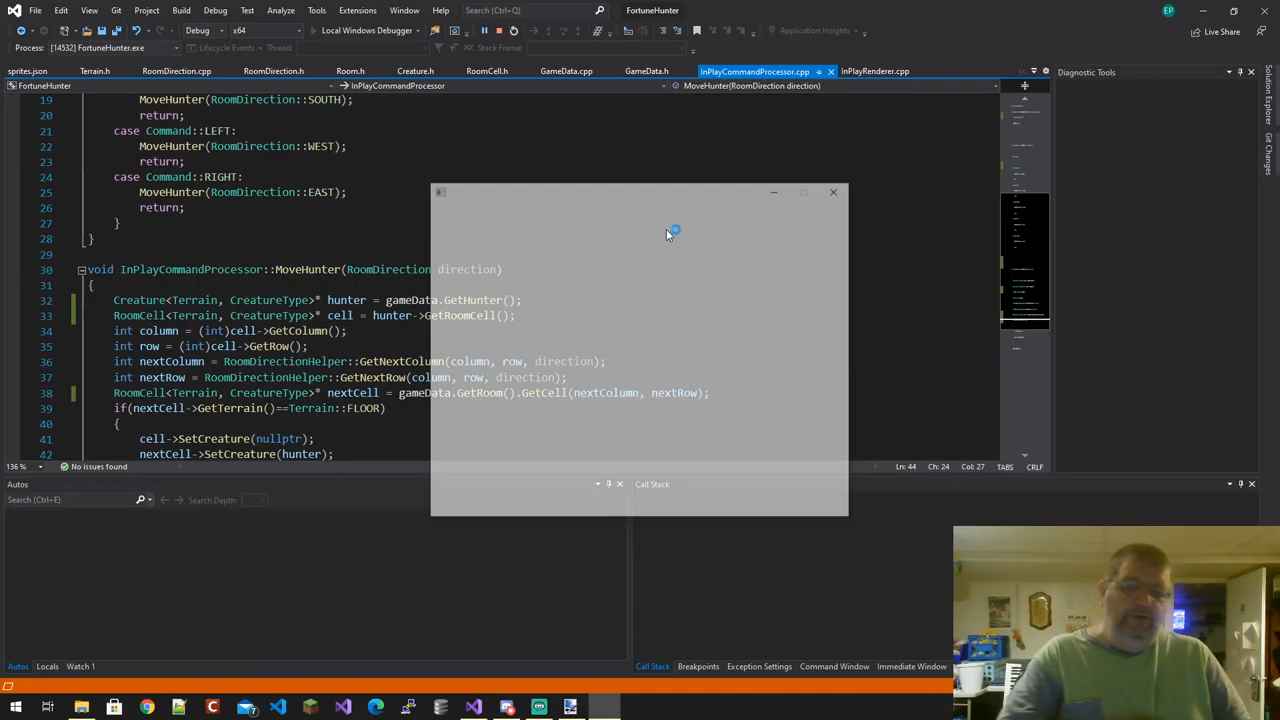 File Edit View Git Project Build Debug Test Analyze Tools Extensions Window Help Search (Ctrl+Q) FortuneHunter EP
Debug x64 Local Windows Debugger Application Insights Live Share
Process: [14532] FortuneHunter.exe Lifecycle Events Thread: Stack Frame:
sprites.json Terrain.h RoomDirection.cpp RoomDirection.h Room.h Creature.h RoomCell.h GameData.cpp GameData.h InPlayCommandProcessor.cpp InPlayRenderer.cpp Diagnostic Tools
FortuneHunter InPlayCommandProcessor MoveHunter(RoomDirection direction)
19 MoveHunter(RoomDirection::SOUTH);
20 return;
21 case Command::LEFT:
22 MoveHunter(RoomDirection::WEST);
23 return;
24 case Command::RIGHT:
25 MoveHunter(RoomDirection::EAST);
26 return;
27 }
28 }
29
30 void InPlayCommandProcessor::MoveHunter(RoomDirection direction)
31 {
32 Creature<Terrain, CreatureType>* hunter = gameData.GetHunter();
33 RoomCell<Terrain, CreatureType>* cell = hunter->GetRoomCell();
34 int column = (int)cell->GetColumn();
35 int row = (int)cell->GetRow();
36 int nextColumn = RoomDirectionHelper::GetNextColumn(column, row, direction);
37 int nextRow = RoomDirectionHelper::GetNextRow(column, row, direction);
38 RoomCell<Terrain, CreatureType>* nextCell = gameData.GetRoom().GetCell(nextColumn, nextRow);
39 if(nextCell->GetTerrain()==Terrain::FLOOR)
40 {
41 cell->SetCreature(nullptr);
42 nextCell->SetCreature(hunter);
136 % No issues found Ln: 44 Ch: 24 Col: 27 TABS CRLF
Autos Call Stack
Search (Ctrl+E) Search Depth:
Autos Locals Watch 1 Call Stack Breakpoints Exception Settings Command Window Immediate Window
Solution Explorer
Git Changes